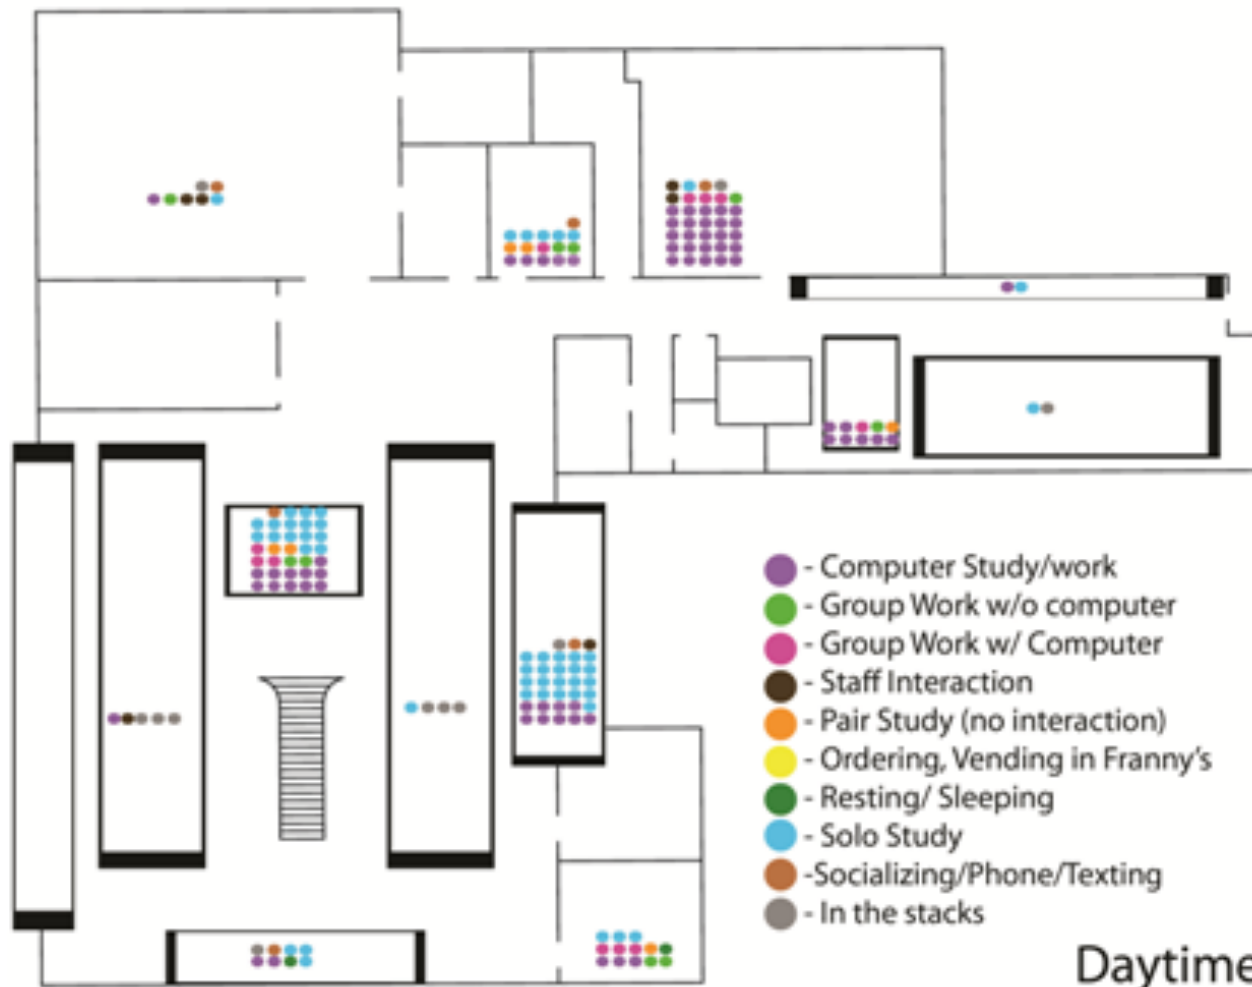 - Computer Study/work
- Group Work w/o computer
- Group Work w/ Computer
- Staff Interaction
- Pair Study (no interaction)
- Ordering, Vending in Franny's
- Resting/ Sleeping
- Solo Study
-Socializing/Phone/Texting
- In the stacks
Daytime